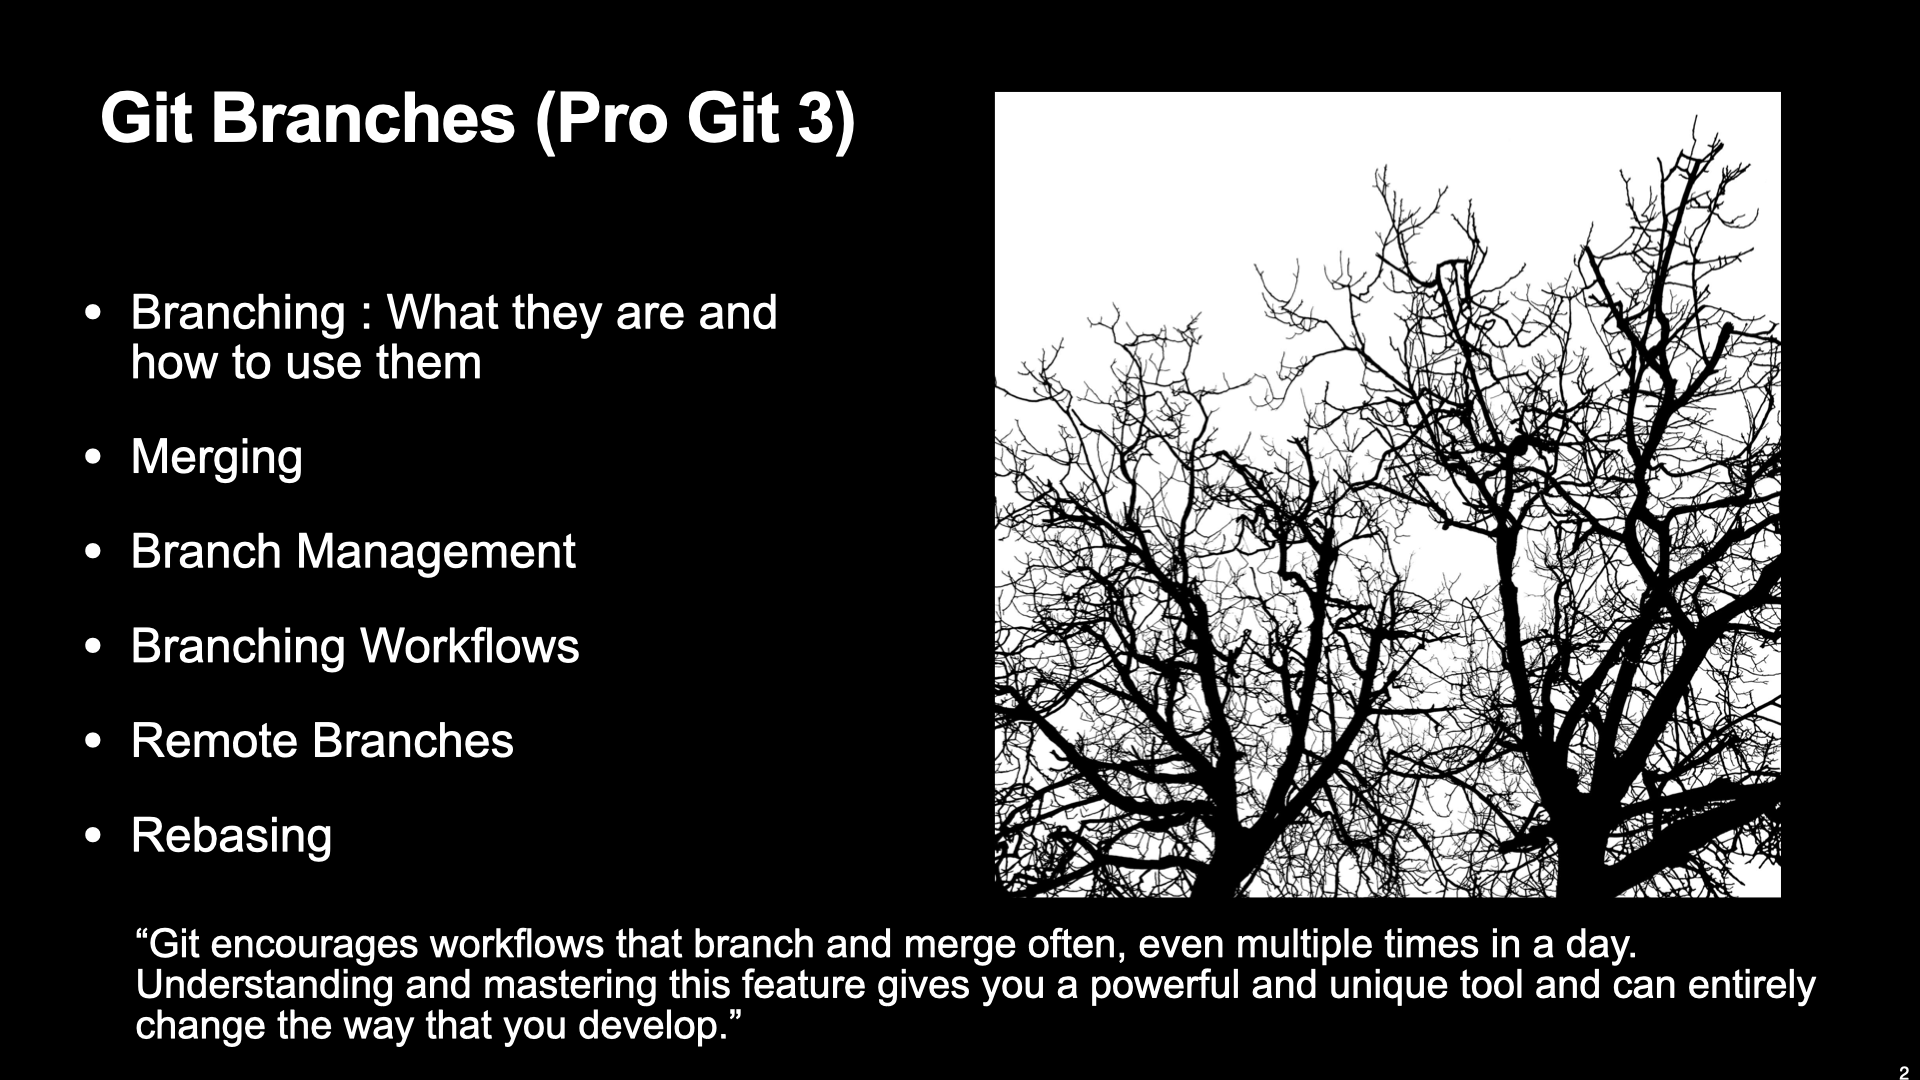 Git Branches (Pro Git 3)
• Branching : What they are and
how to use them
• Merging
• Branch Management
• Branching Workflows
• Remote Branches
• Rebasing
“Git encourages workflows that branch and merge often, even multiple times in a day.
Understanding and mastering this feature gives you a powerful and unique tool and can entirely
change the way that you develop.”
2